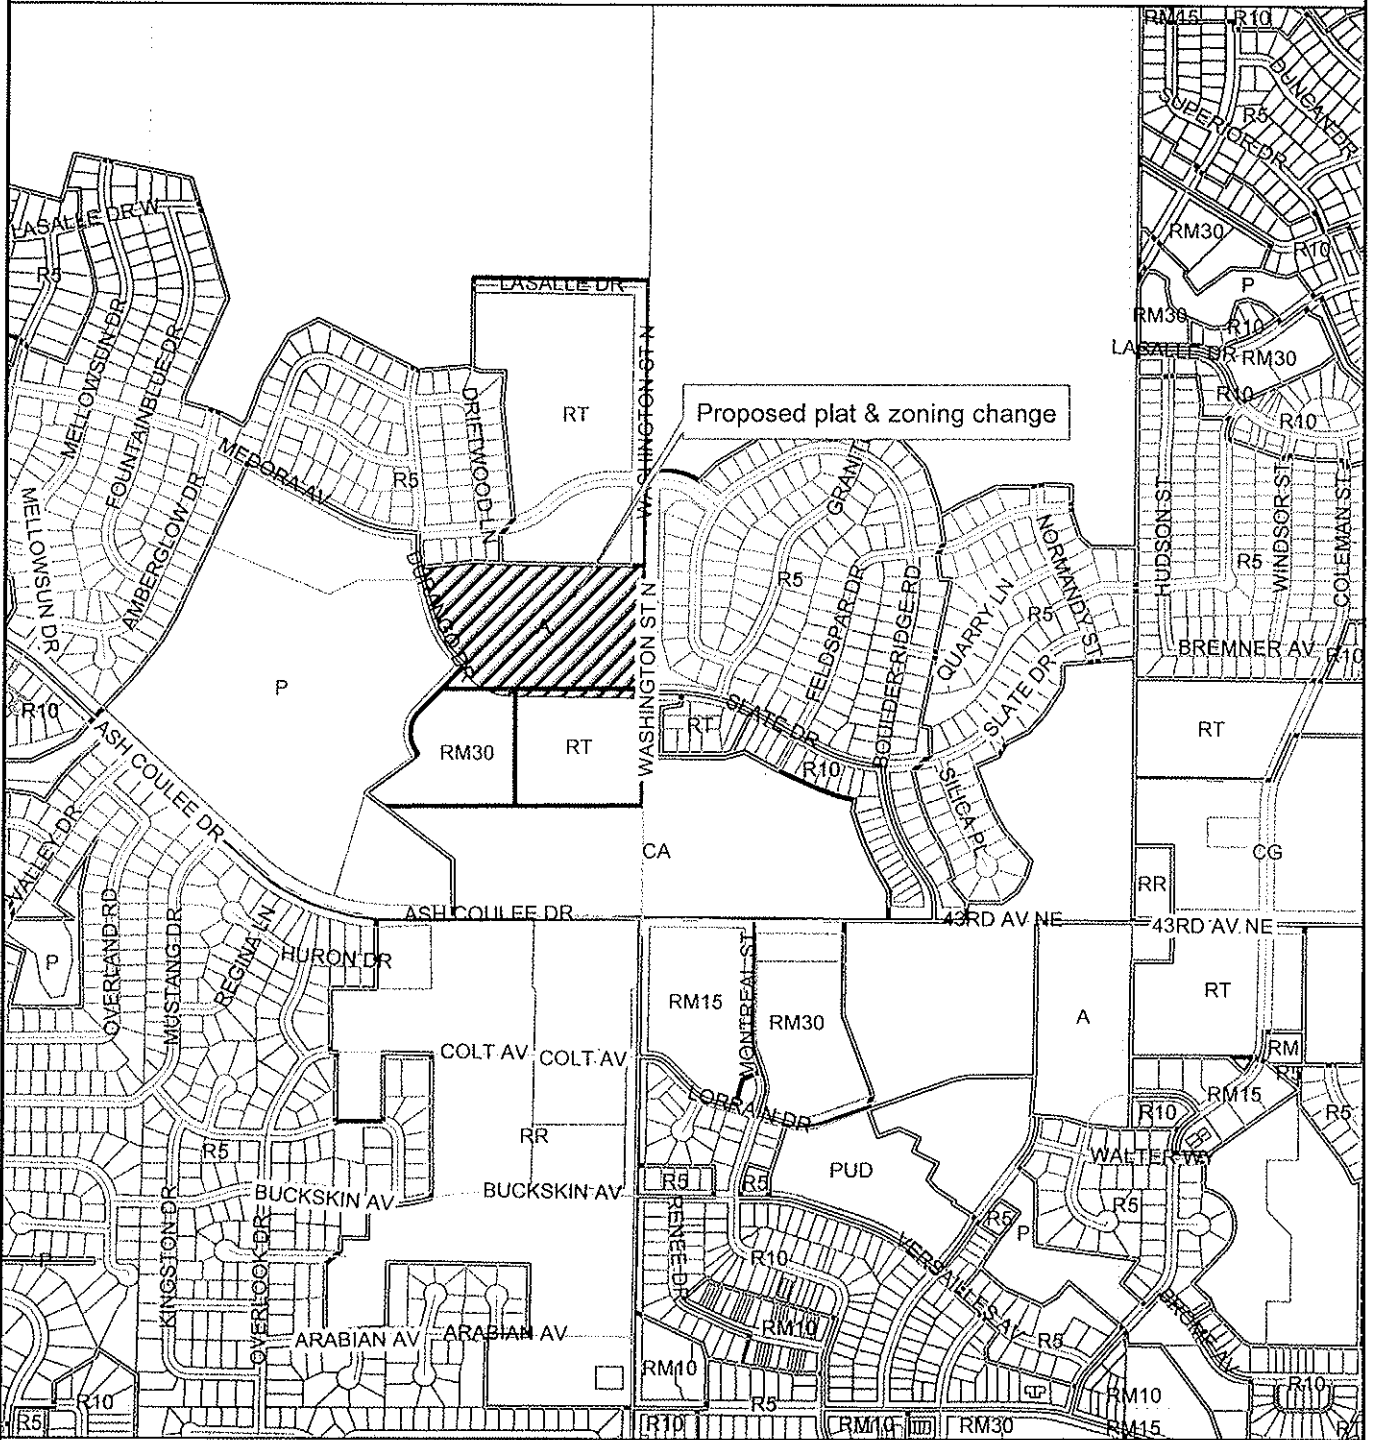 RM15
R10
DUNCAN DR
SUPERIOR DR
R5
LASALLE DR W
RM30
R10
R5
P
LASALLE DR
RM30
R10
MELLOWSUN DR
FOUNTAINBLUE DR
WASHINGTON ST N
LASALLE DR
RM30
DRIFTWOOD LN
RT
Proposed plat & zoning change
R10
R10
MEDORA AV
R5
GRANIT
AMBERGLOW DR
MELLOWSUN DR
HUDSON ST
WINDSOR ST
COLEMAN ST
NORMANDY ST
R5
DURANGO DR
R5
FELDSPAR DR
BOULDER RIDGE RD
QUARRY LN
R5
A
WASHINGTON ST N
BREMNER AV
R10
P
SLATE DR
R10
ASH COULEE DR
RM30
RT
RT
SLATE DR
RT
R10
SILICA PL
VALLEY DR
CA
CG
RR
ASH COULEE DR
43RD AV NE
43RD AV NE
OVERLAND RD
MUSTANG DR
REGINA LN
HURON DR
P
RM15
MONTREAL ST
RM30
A
RT
COLT AV
COLT AV
RM
P
RM15
LORRAIN DR
R10
R5
R5
RR
WALTER WY
PUD
KINGSTON DR
BUCKSKIN AV
BUCKSKIN AV
R5
R5
R5
R5
P
P
OVERLOOK DR
RENEE DR
R10
VERSAILLES AV
BROME AV
ARABIAN AV
ARABIAN AV
RM10
R5
RM10
R10
R5
R5
RM10
R10
R10
RM10
RM30
RM15
RT